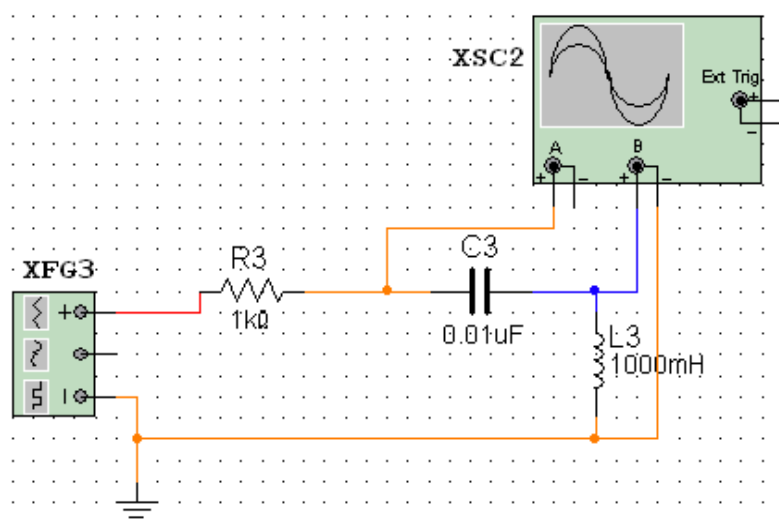 XSC2
Ext Trig
+
−
A
B
+ −
+ −
XFG3
+
R3
1kΩ
C3
0.01uF
L3
1000mH